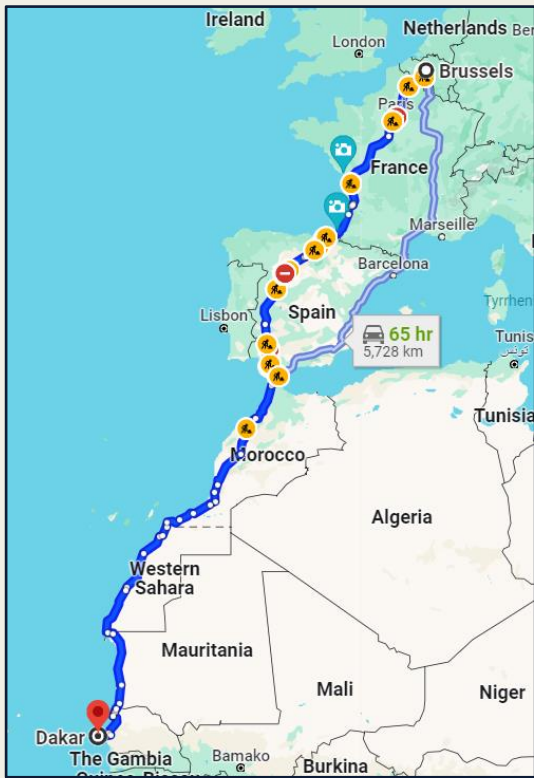 Ireland
Netherlands
London
Brussels
Paris
France
Marseille
Barcelona
Spain
Lisbon
65 hr
5,728 km
Tunis
تونس
Tunisia
Morocco
Algeria
Western
Sahara
Mauritania
Mali
Niger
Dakar
The Gambia
Bamako
Burkina